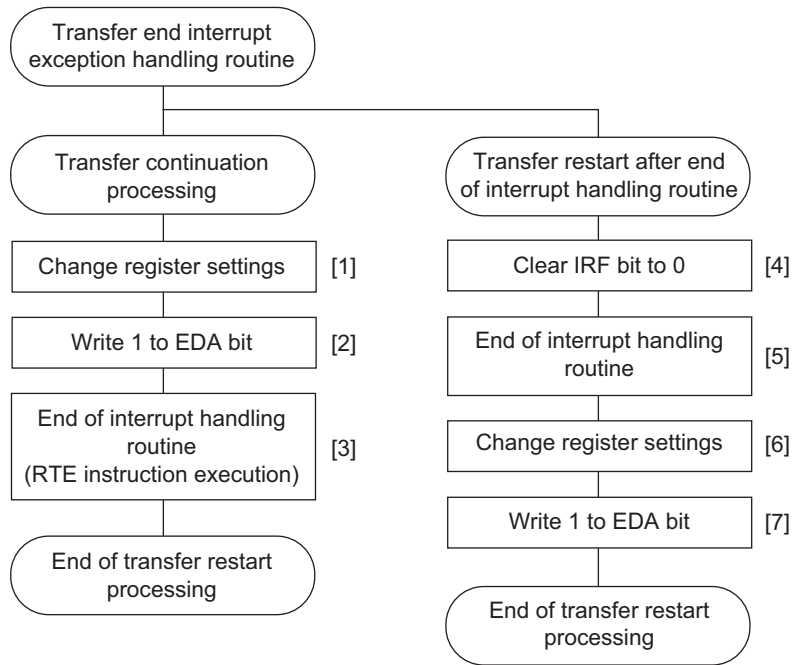 Transfer end interrupt
exception handling routine
Transfer continuation
processing
Change register settings [1]
Write 1 to EDA bit [2]
End of interrupt handling
routine
(RTE instruction execution) [3]
End of transfer restart
processing
Transfer restart after end
of interrupt handling routine
Clear IRF bit to 0 [4]
End of interrupt handling
routine [5]
Change register settings [6]
Write 1 to EDA bit [7]
End of transfer restart
processing